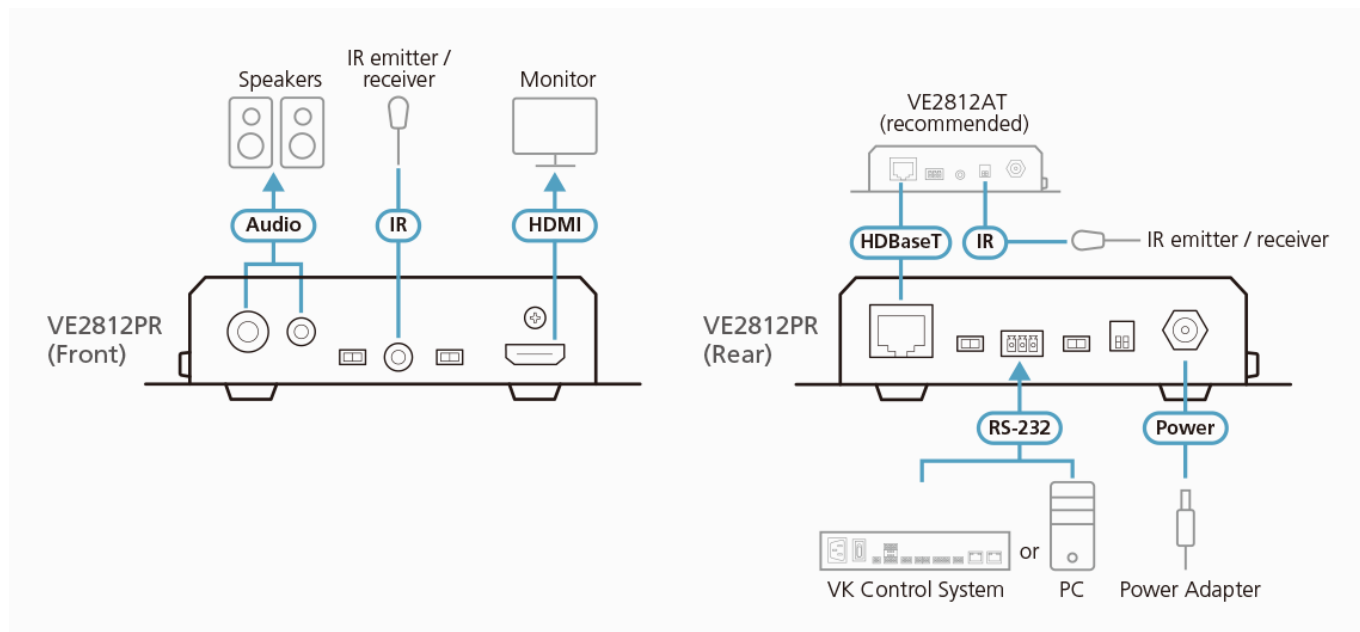 Speakers
IR emitter /
receiver
Monitor
Audio
IR
HDMI
VE2812PR
(Front)
VE2812AT
(recommended)
HDBaseT
IR
IR emitter / receiver
VE2812PR
(Rear)
RS-232
Power
or
VK Control System
PC
Power Adapter